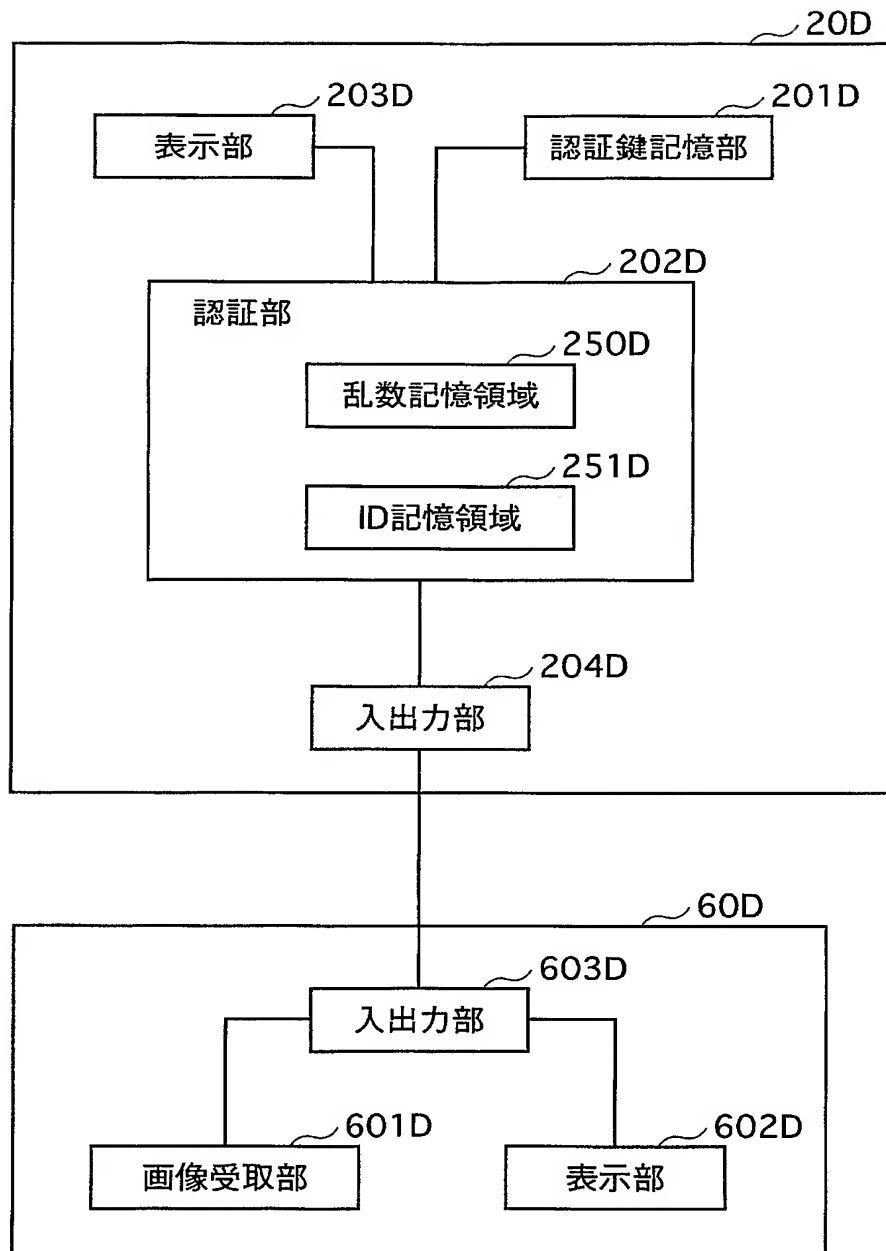 20D
203D
201D
表示部
認証鍵記憶部
202D
認証部
250D
乱数記憶領域
251D
ID記憶領域
204D
入出力部
60D
603D
入出力部
601D
602D
画像受取部
表示部